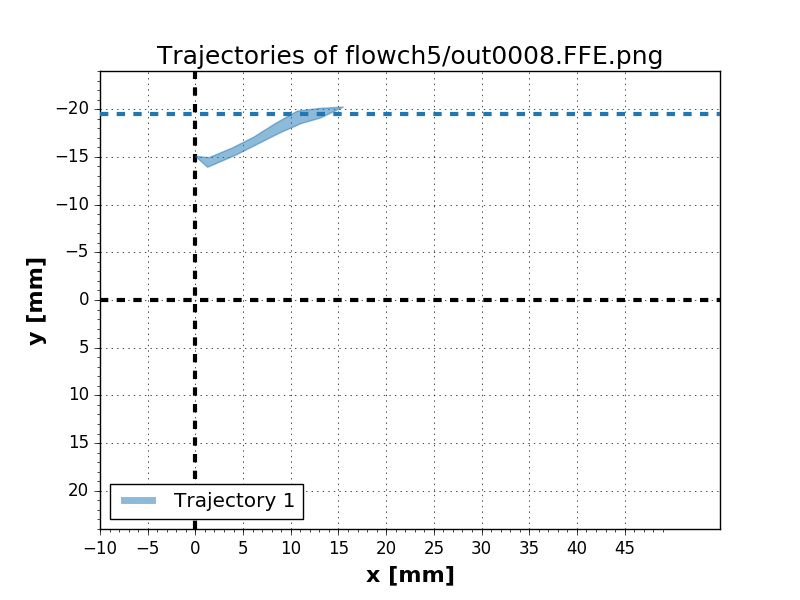 Trajectories of flowch5/out0008.FFE.png
−20
−15
−10
−5
0
5
10
15
20
y [mm]
Trajectory 1
−10 −5 0 5 10 15 20 25 30 35 40 45
x [mm]